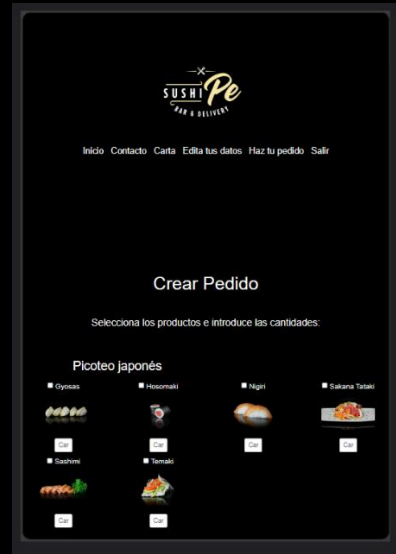 SUSHI Pe
BAR & DELIVERY
Inicio Contacto Carta Edita tus datos Haz tu pedido Salir
Crear Pedido
Selecciona los productos e introduce las cantidades:
Picoteo japonés
Gyosas Hosomaki Nigiri Sakana Tataki
Car Car Car Car
Sashimi Temaki
Car Car